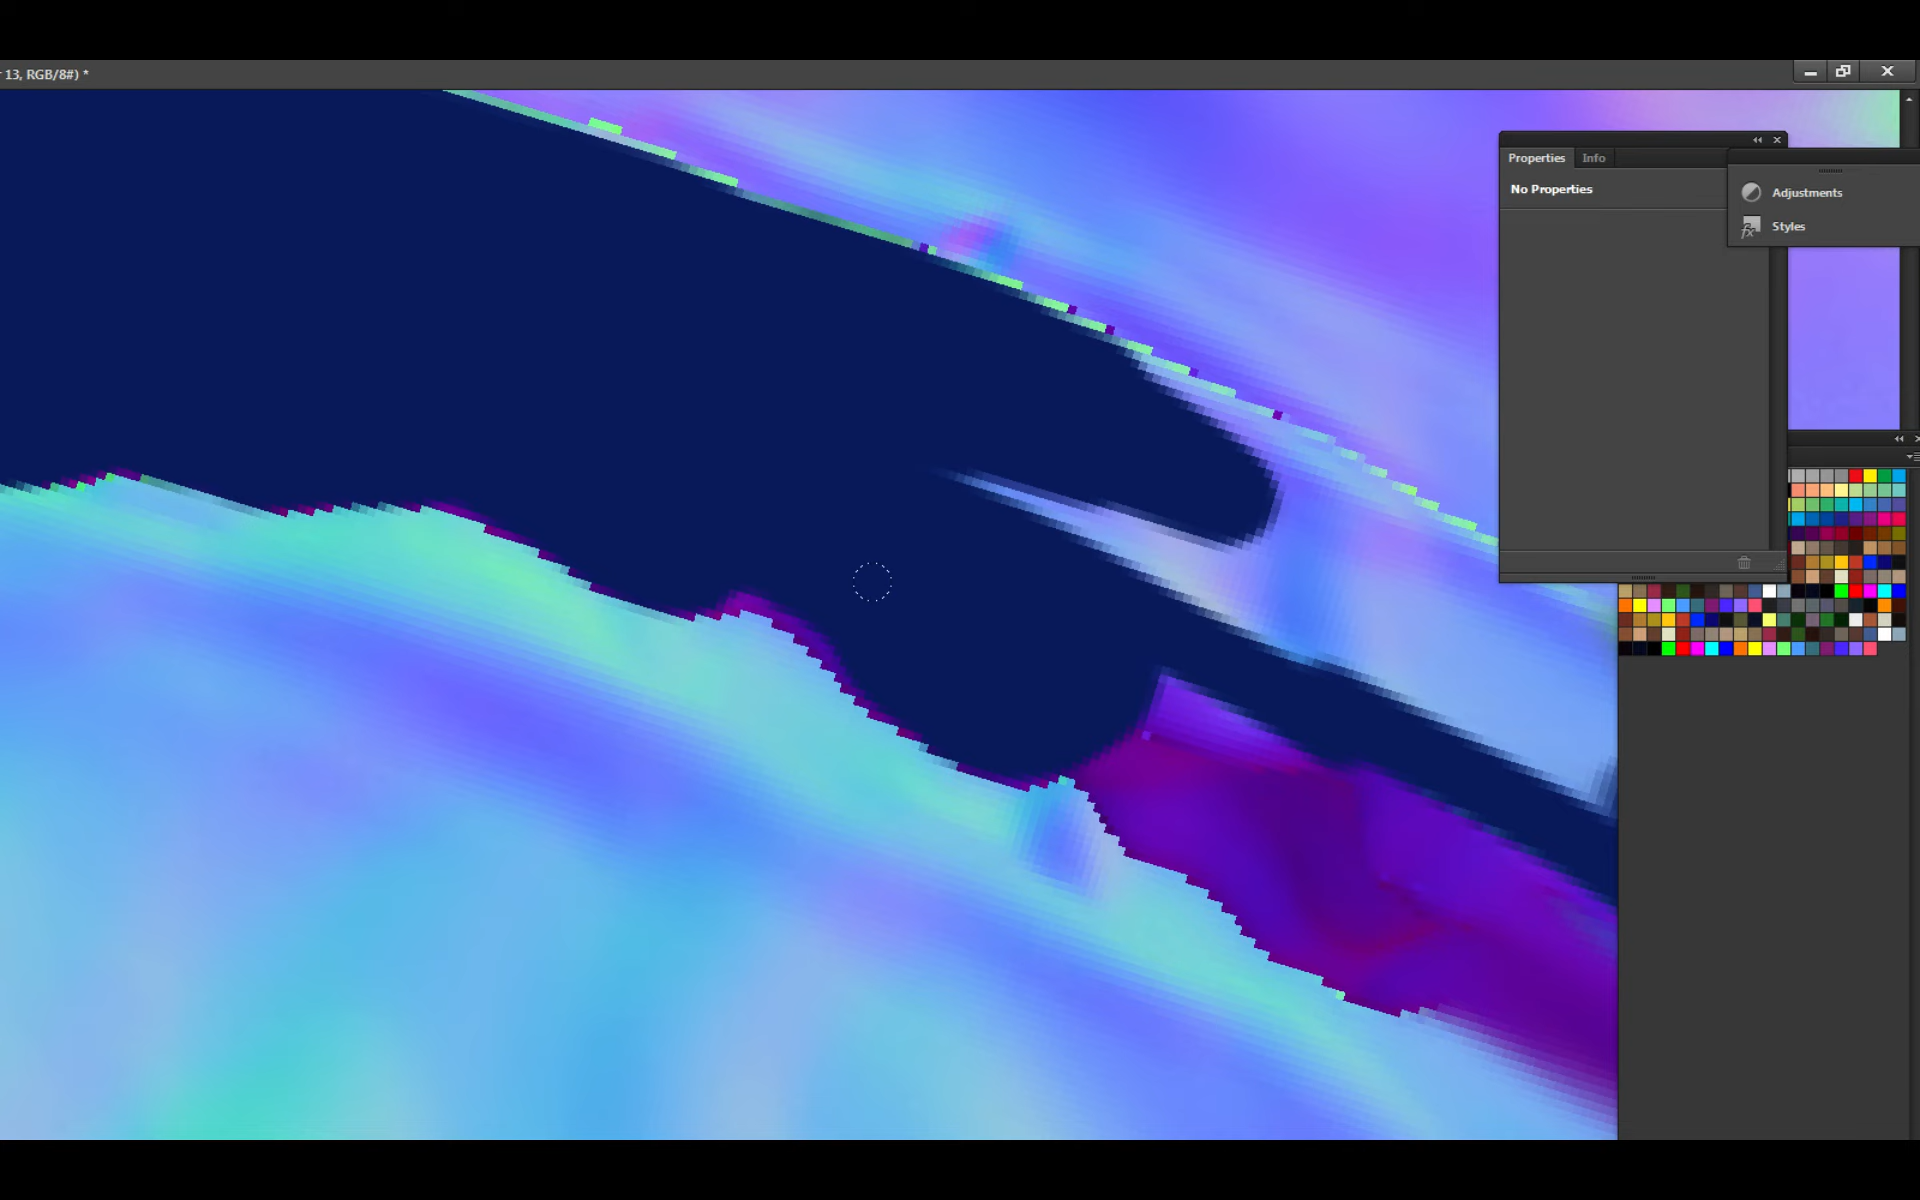 13, RGB/8#) *
Properties Info
No Properties
Adjustments
Styles